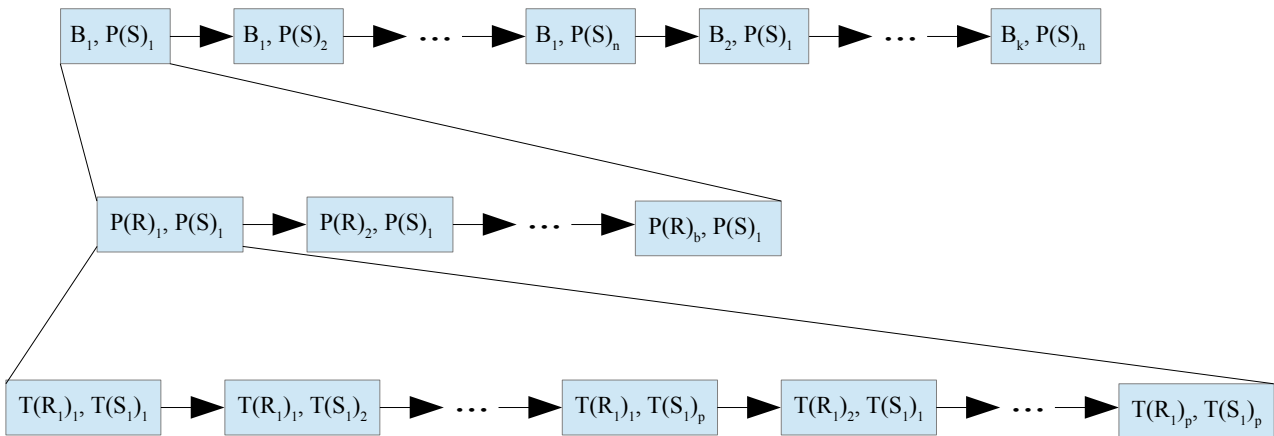 B₁, P(S)₁ B₁, P(S)₂ ... B₁, P(S)ₙ B₂, P(S)₁ ... Bₖ, P(S)ₙ
P(R)₁, P(S)₁ P(R)₂, P(S)₁ ... P(R)b, P(S)₁
T(R₁)₁, T(S₁)₁ T(R₁)₁, T(S₁)₂ ... T(R₁)₁, T(S₁)ₚ T(R₁)₂, T(S₁)₁ ... T(R₁)ₚ, T(S₁)ₚ